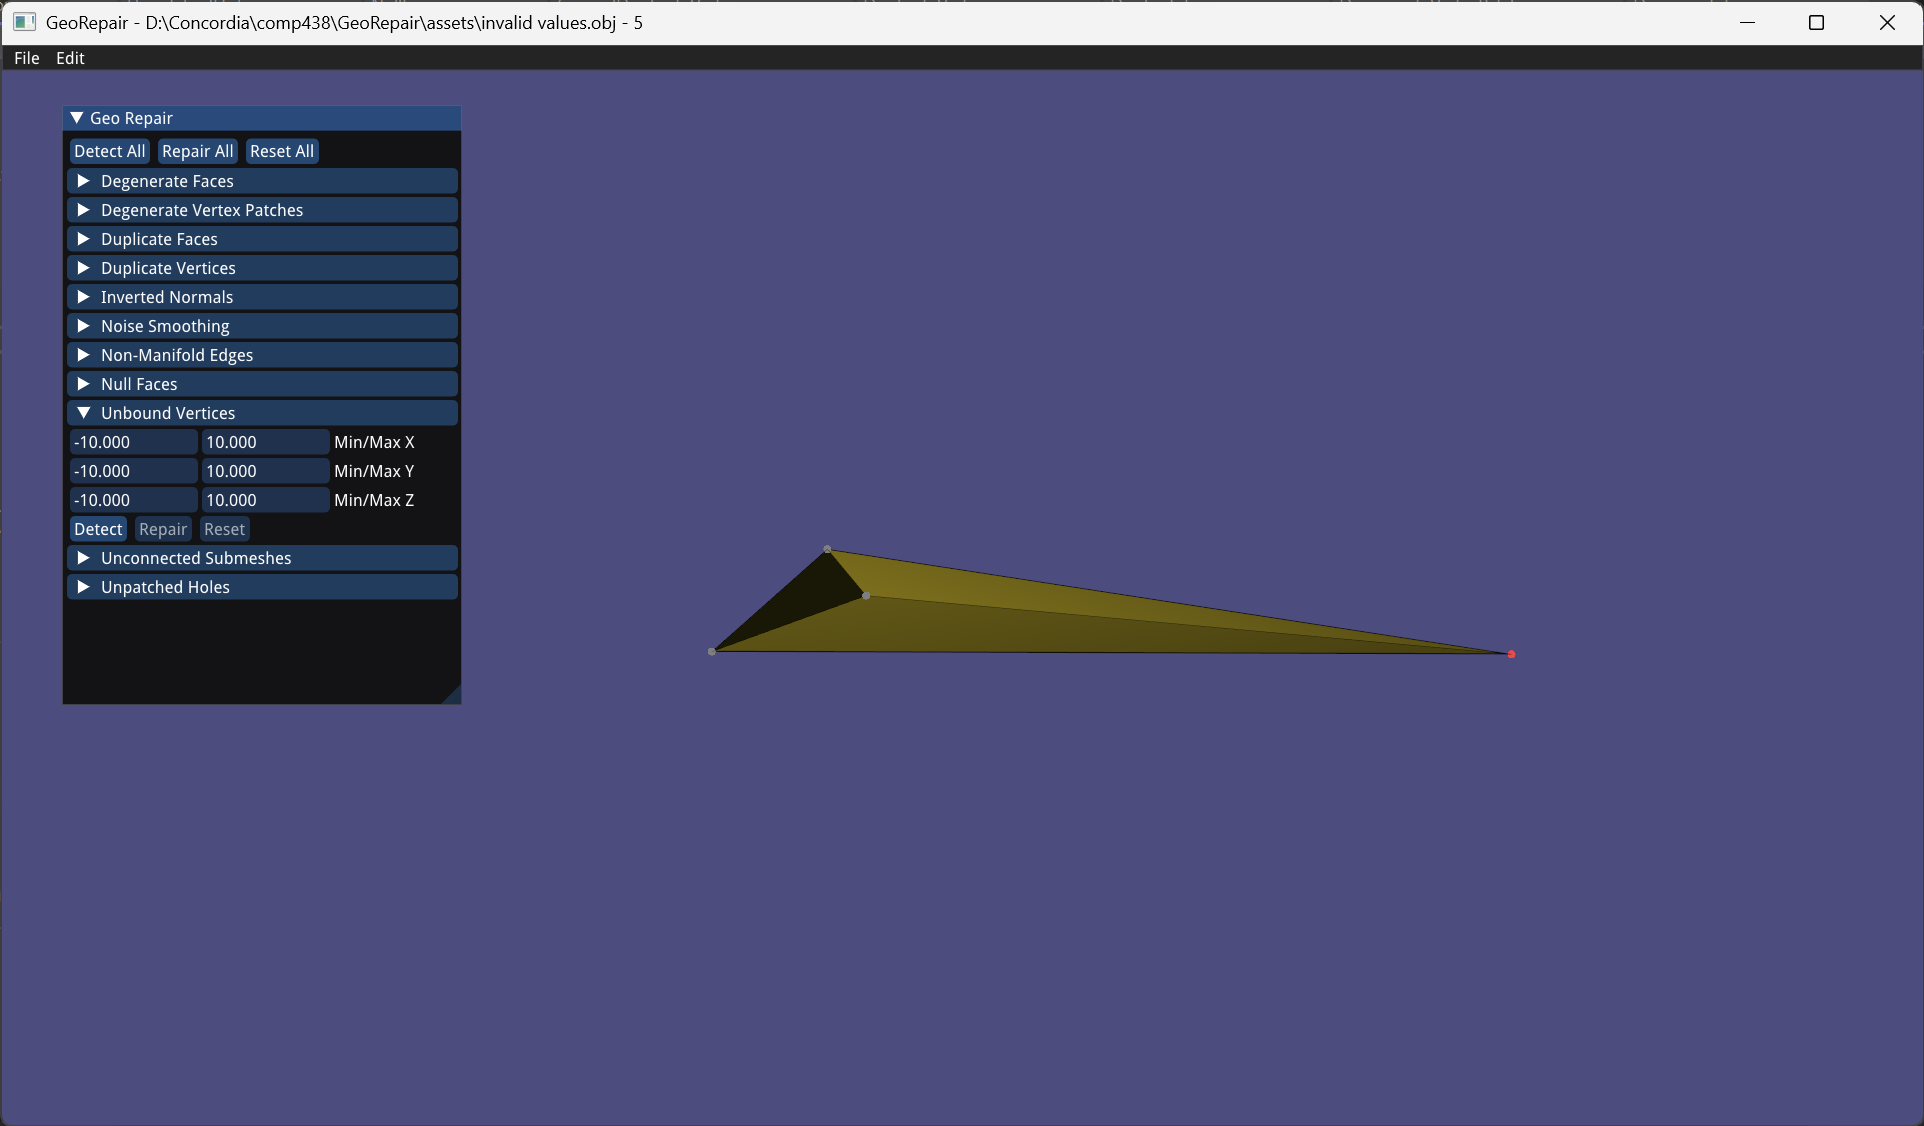 GeoRepair - D:\Concordia\comp438\GeoRepair\assets\invalid values.obj - 5
File Edit
Geo Repair
Detect All Repair All Reset All
Degenerate Faces
Degenerate Vertex Patches
Duplicate Faces
Duplicate Vertices
Inverted Normals
Noise Smoothing
Non-Manifold Edges
Null Faces
Unbound Vertices
-10.000 10.000 Min/Max X
-10.000 10.000 Min/Max Y
-10.000 10.000 Min/Max Z
Detect Repair Reset
Unconnected Submeshes
Unpatched Holes